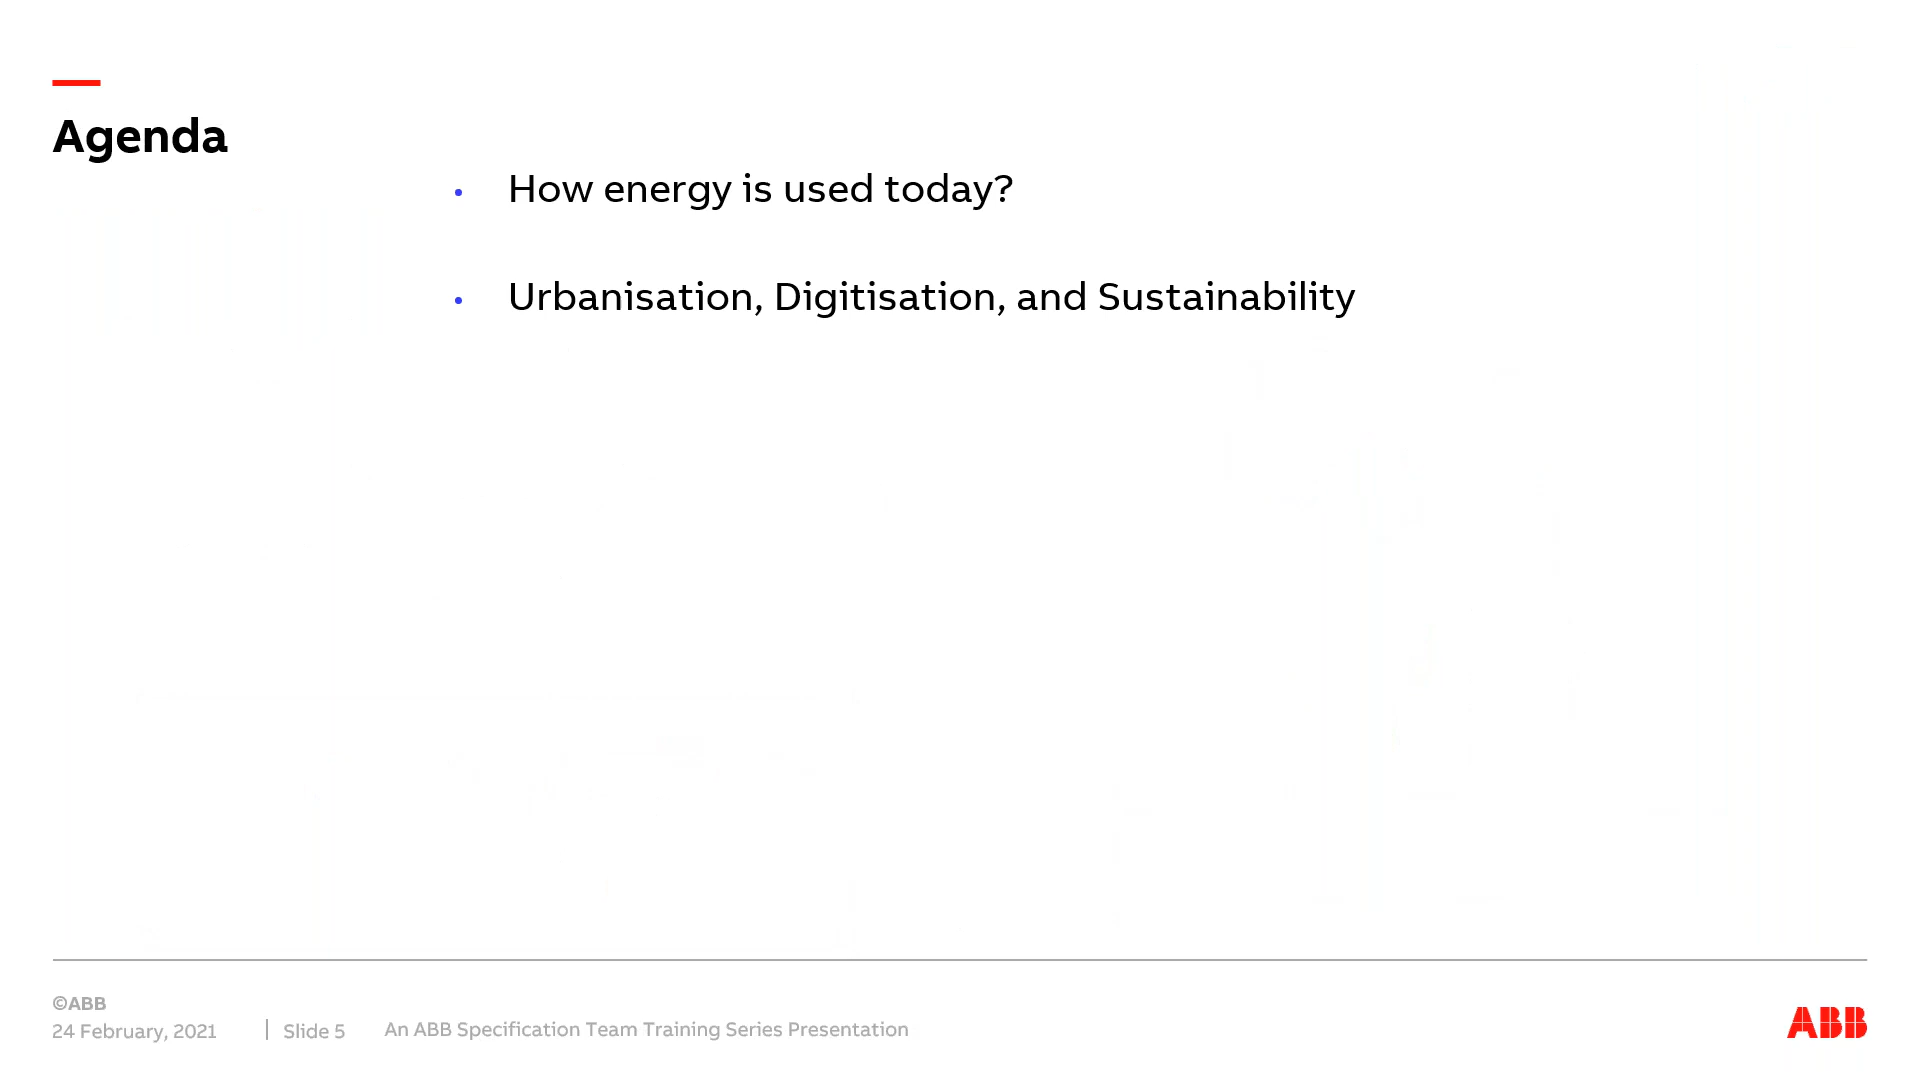 Agenda
• How energy is used today?
• Urbanisation, Digitisation, and Sustainability
©ABB
24 February, 2021 | Slide 5 An ABB Specification Team Training Series Presentation
ABB